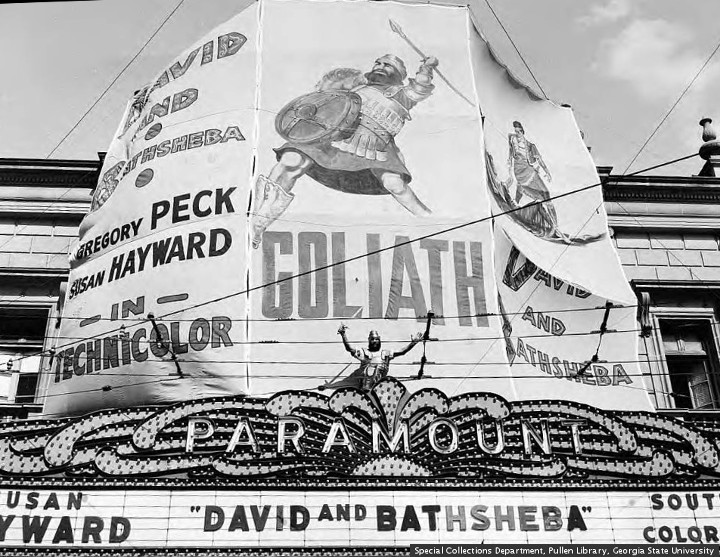 DAVID
AND
BATHSHEBA
GREGORY PECK
SUSAN HAYWARD
IN
TECHNICOLOR
GOLIATH
DAVID
AND
BATHSHEBA
PARAMOUNT
SUSAN
YWARD
"DAVID AND BATHSHEBA"
SOUT
COLOR
Special Collections Department, Pullen Library, Georgia State University